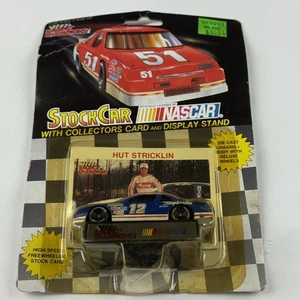 51
51
STOCKCAR
NASCAR
WITH COLLECTORS CARD AND DISPLAY STAND
HUT STRICKLIN
DIE CAST
CHASSIS &
BODY WITH
DELUXE
WHEELS
12
NASCAR
HIGH SPEED
FREEWHEELING
STOCK CAR